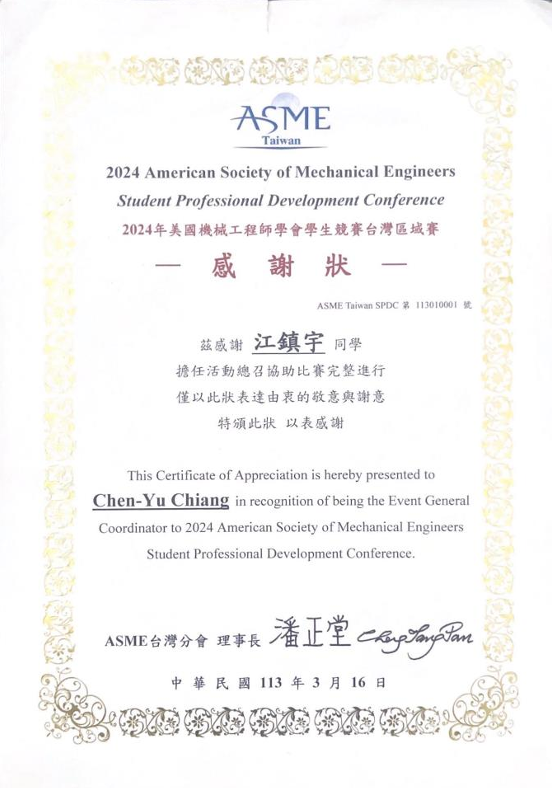 ASME
Taiwan
2024 American Society of Mechanical Engineers
Student Professional Development Conference
2024年美國機械工程師學會學生競賽台灣區域賽
— 感 謝 狀 —
ASME Taiwan SPDC 第 113010001 號
茲感謝 江鎮宇 同學
擔任活動總召協助比賽完整進行
僅以此狀表達由衷的敬意與謝意
特頒此狀 以表感謝
This Certificate of Appreciation is hereby presented to
Chen-Yu Chiang in recognition of being the Event General
Coordinator to 2024 American Society of Mechanical Engineers
Student Professional Development Conference.
ASME台灣分會 理事長 潘正堂
中 華 民 國 113 年 3 月 16 日